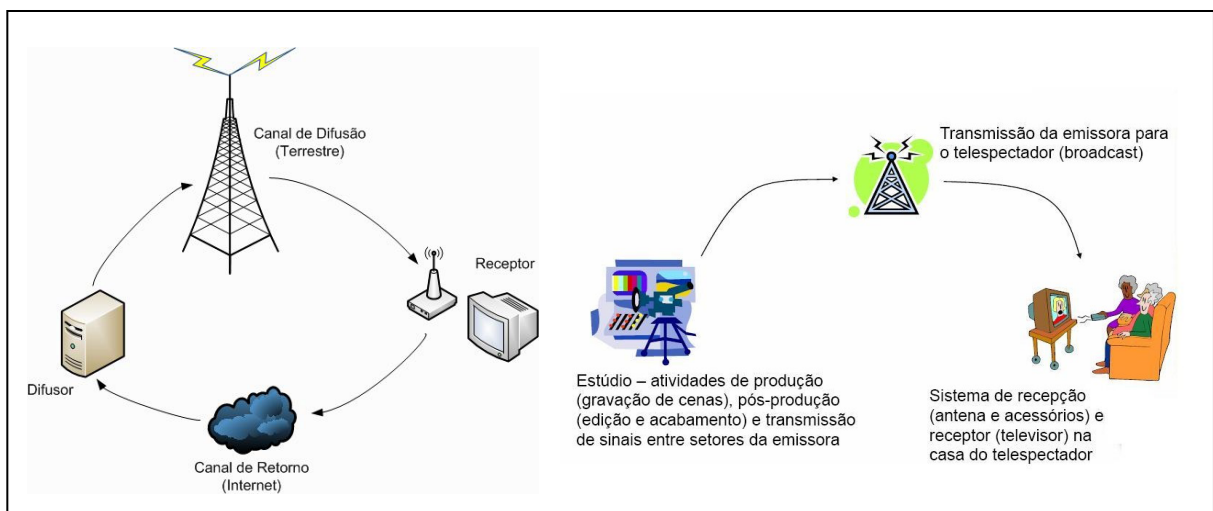 Canal de Difusão
(Terrestre)
Receptor
Difusor
Canal de Retorno
(Internet)
Transmissão da emissora para
o telespectador (broadcast)
Estúdio – atividades de produção
(gravação de cenas), pós-produção
(edição e acabamento) e transmissão
de sinais entre setores da emissora
Sistema de recepção
(antena e acessórios) e
receptor (televisor) na
casa do telespectador